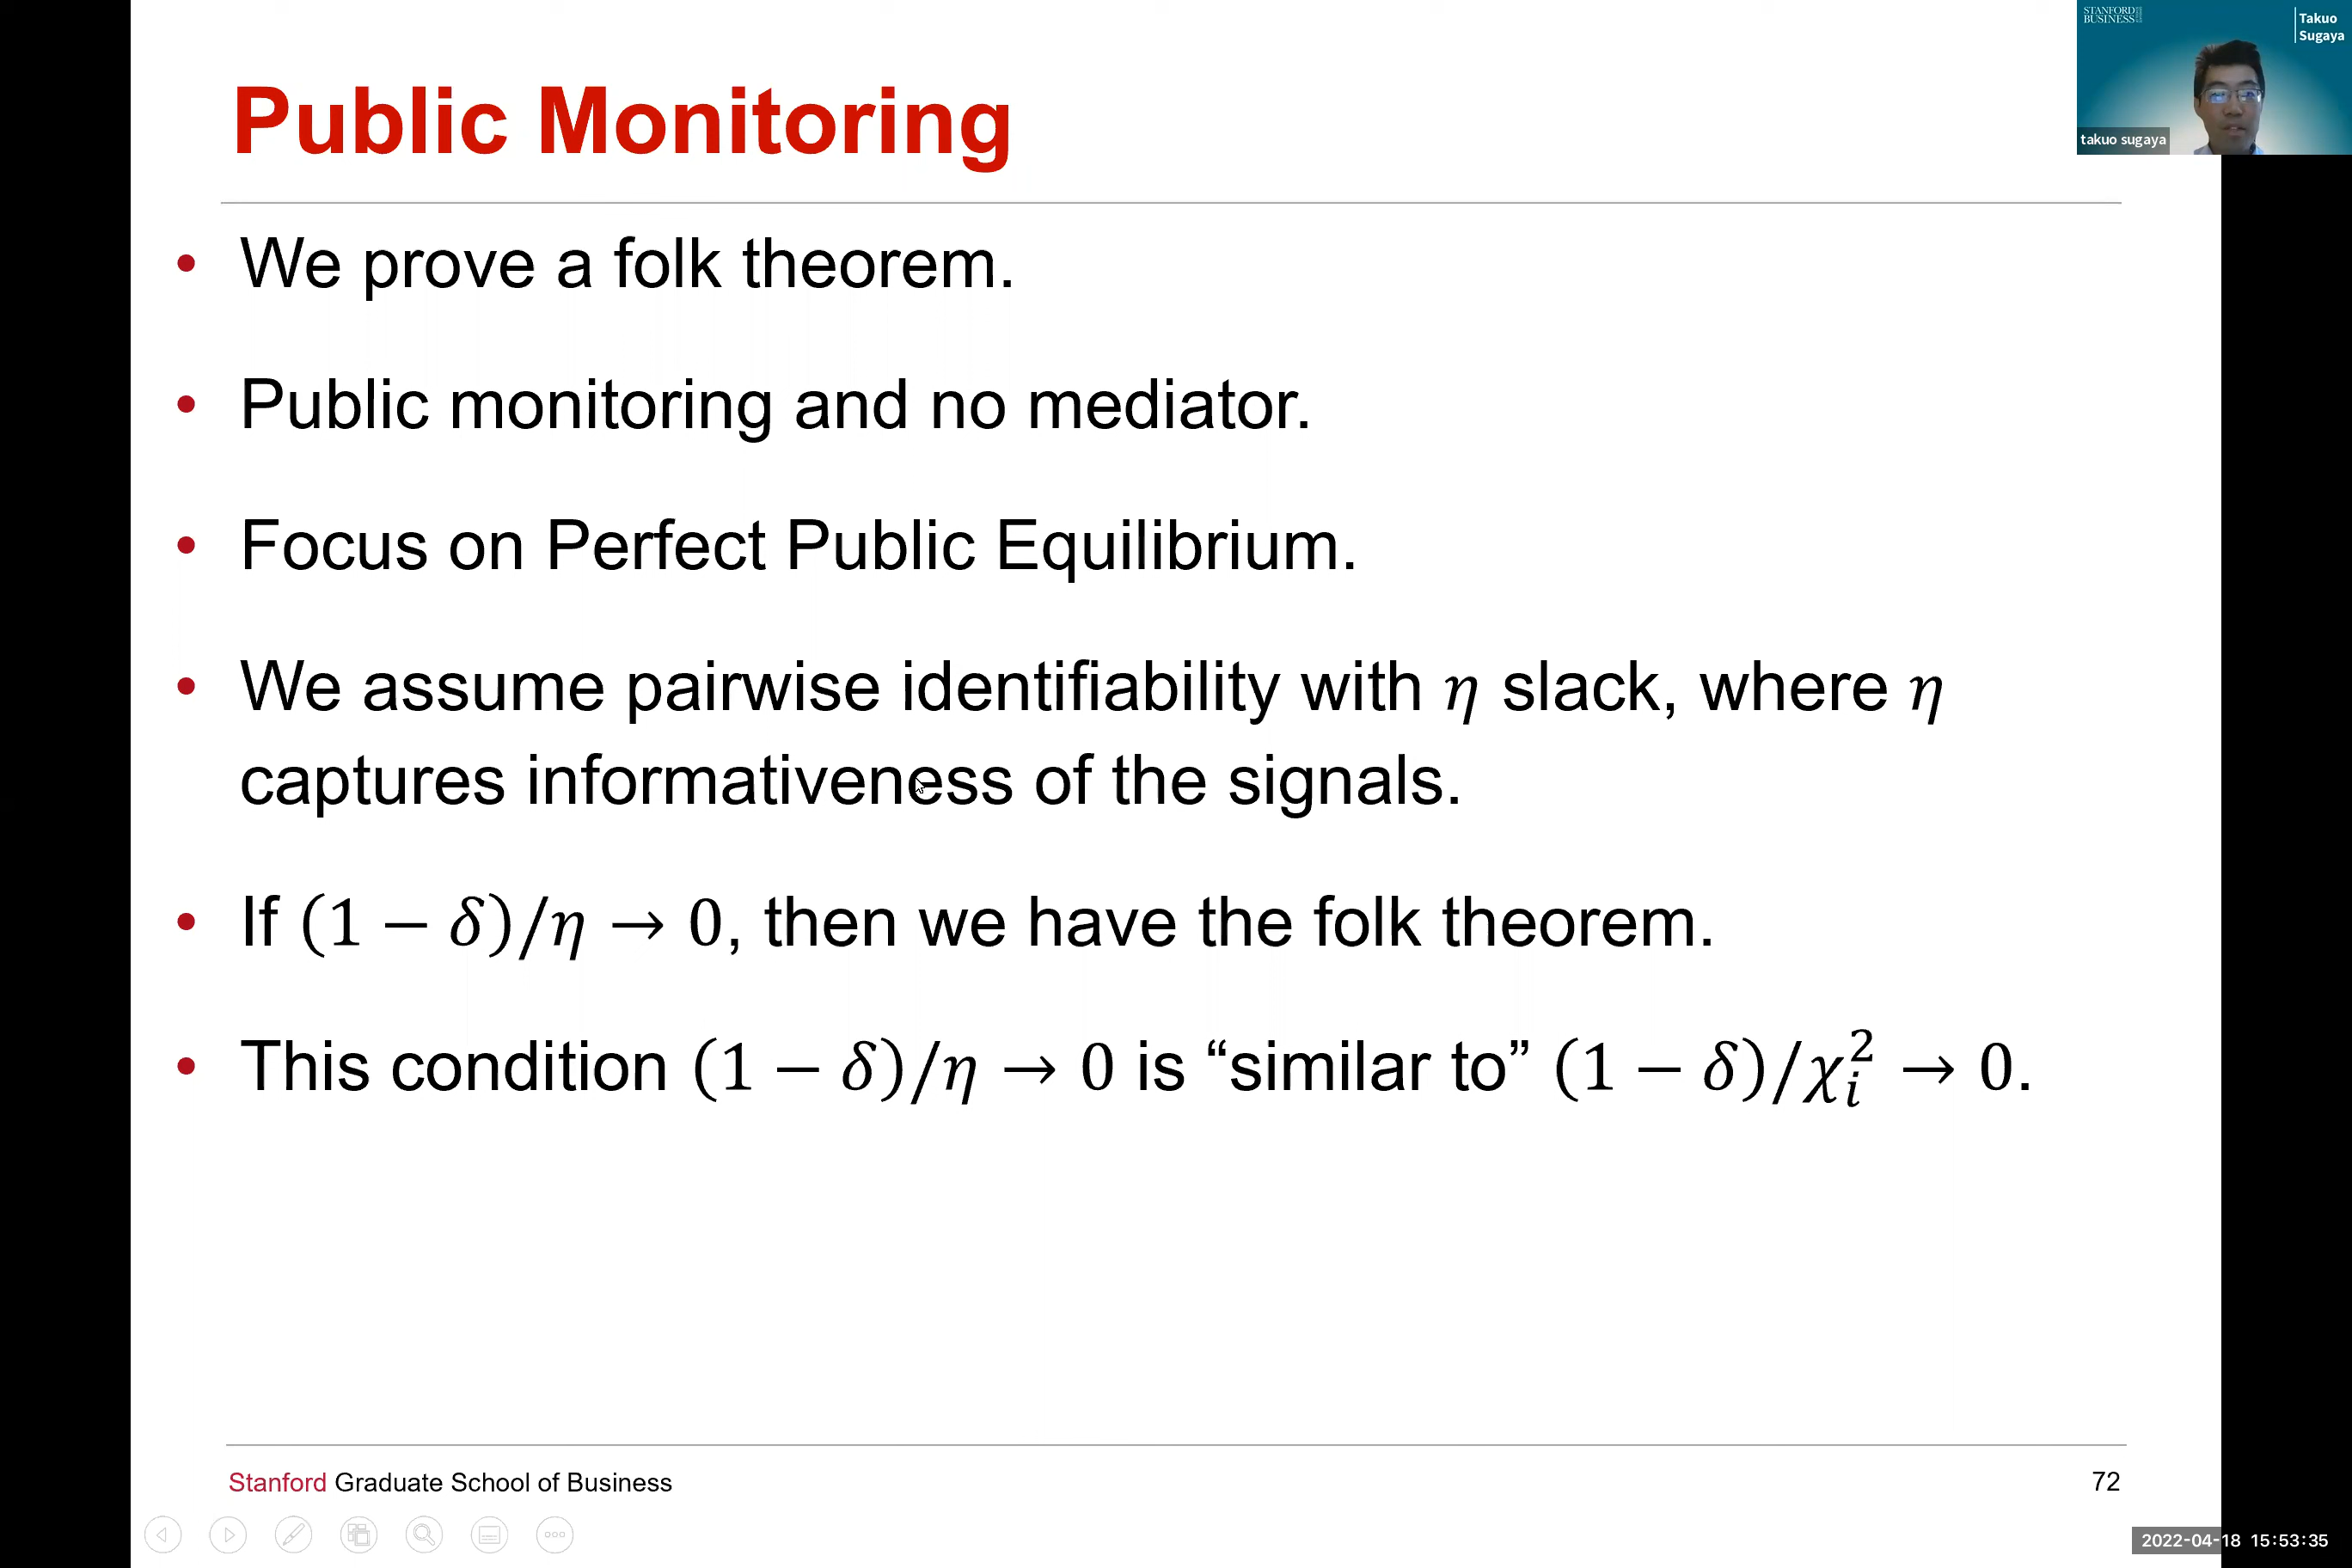 STANFORD
BUSINESS
Takuo
Sugaya
takuo sugaya
Public Monitoring
• We prove a folk theorem.
• Public monitoring and no mediator.
• Focus on Perfect Public Equilibrium.
• We assume pairwise identifiability with η slack, where η
captures informativeness of the signals.
• If (1 − δ)/η → 0, then we have the folk theorem.
• This condition (1 − δ)/η → 0 is “similar to” (1 − δ)/χᵢ² → 0.
Stanford Graduate School of Business
72
2022-04-18 15:53:35